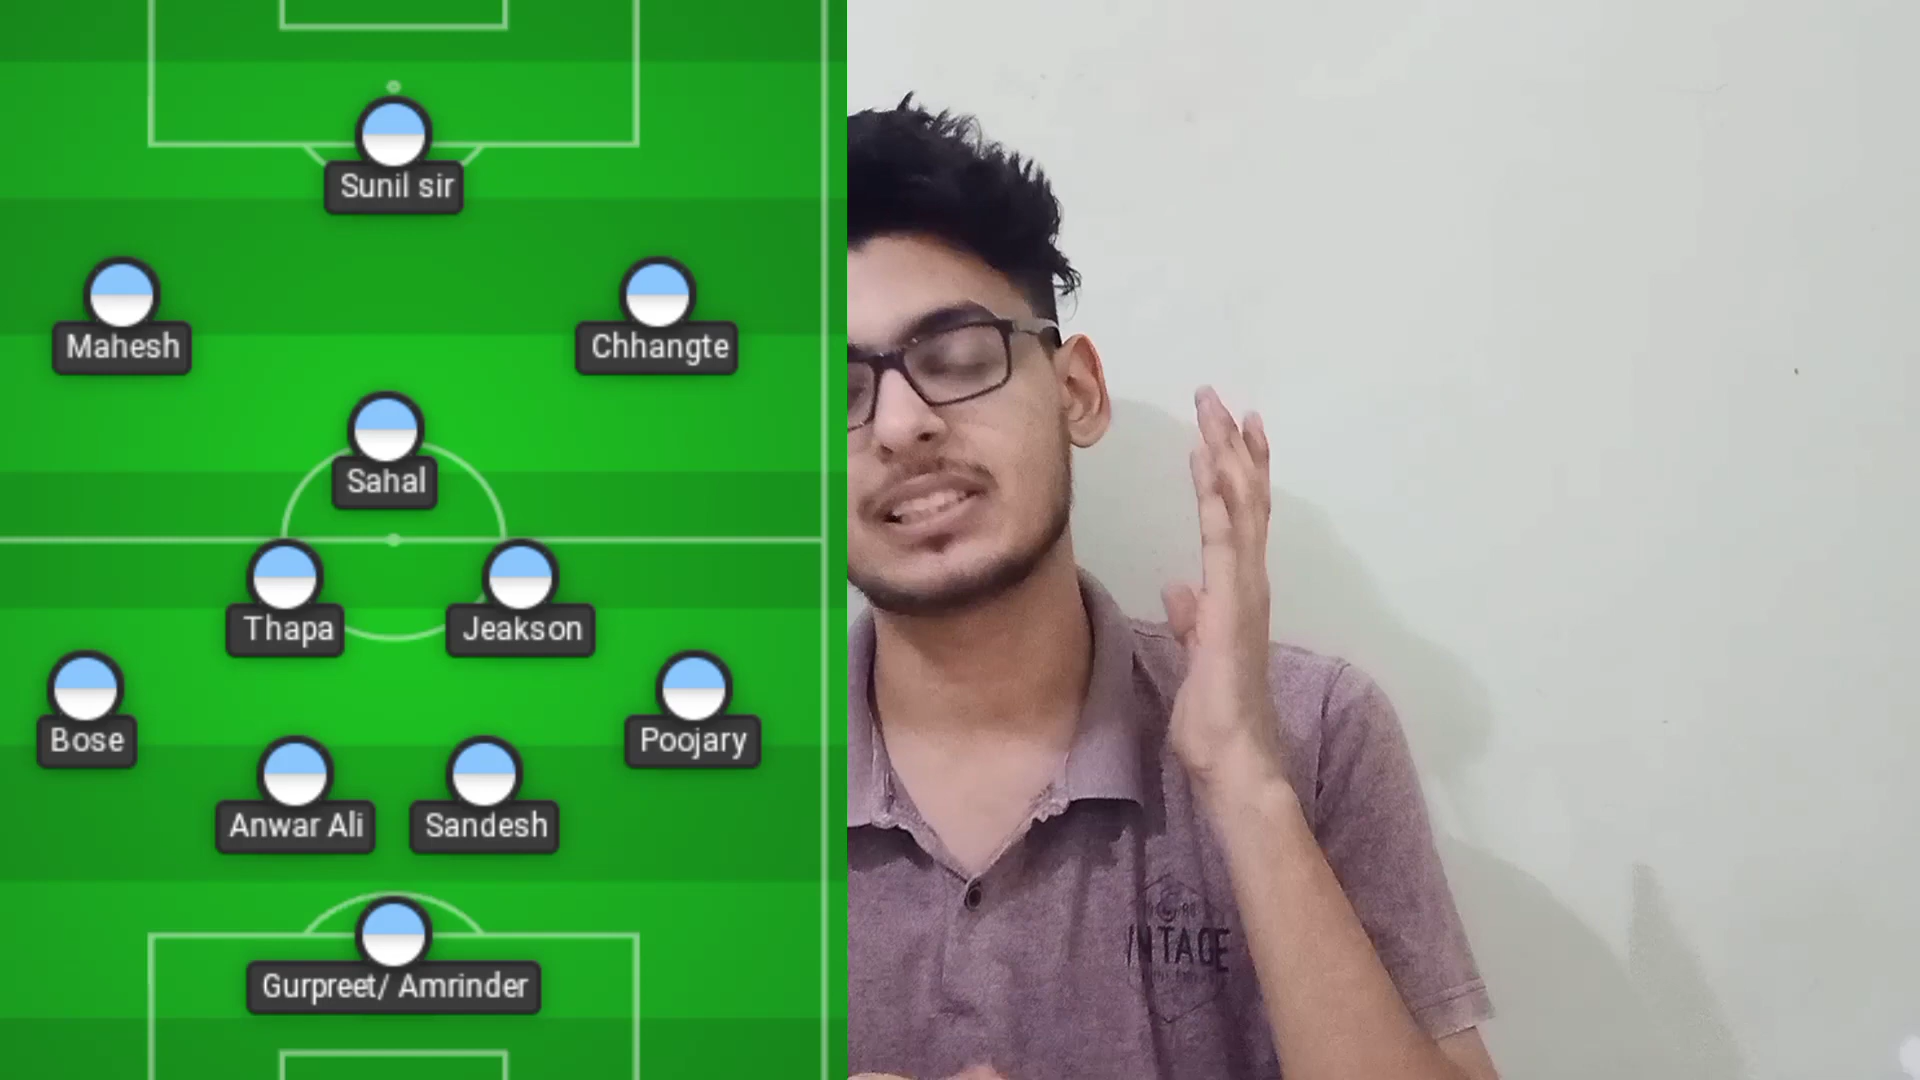 Sunil sir
Mahesh
Chhangte
Sahal
Thapa
Jeakson
Bose
Poojary
Anwar Ali
Sandesh
Gurpreet/ Amrinder